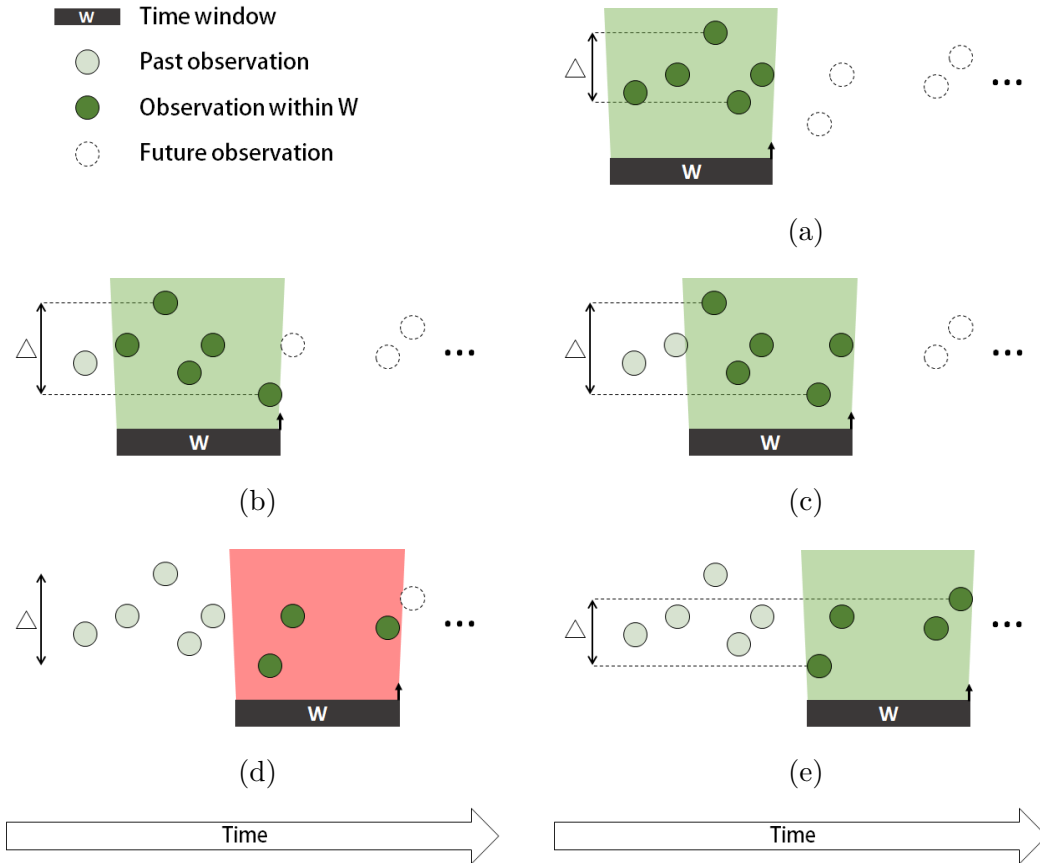 W Time window
Past observation
Observation within W
Future observation
△
...
W
(a)
△
...
W
(b)
△
...
W
(c)
△
...
W
(d)
△
...
W
(e)
Time
Time